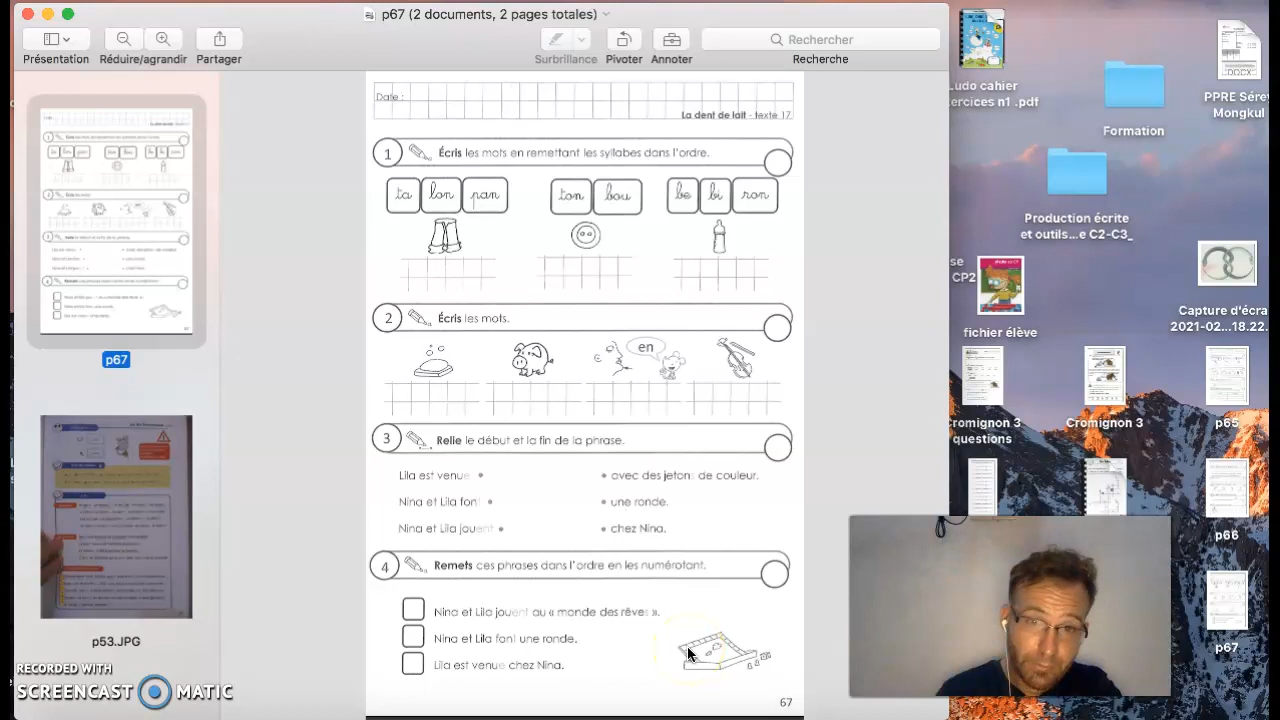 p67 (2 documents, 2 pages totales)
Rechercher
Présentation
Réduire/agrandir
Partager
Surbrillance
Pivoter
Annoter
Recherche
Date :
La dent de lait - texte 17
1
Écris les mots en remettant les syllabes dans l'ordre.
ta lon pan
ton bou
be bi ron
2
Écris les mots.
en
3
Relie le début et la fin de la phrase.
Lila est venue • • avec des jetons de couleur.
Nina et Lila font • • une ronde.
Nina et Lila jouent • • chez Nina.
4
Remets ces phrases dans l'ordre en les numérotant.
Nina et Lila jouent au « monde des rêves ».
Nina et Lila font une ronde.
Lila est venue chez Nina.
67
p67
p53.JPG
RECORDED WITH
SCREENCAST MATIC
Ludo cahier
ercices n1 .pdf
DOCX
PPRE Sérey
Mongkul
Formation
Production écrite
et outils...e C2-C3_
se
CP2
fichier élève
Capture d'écra
2021-02...18.22.
Cromignon 3
questions
Cromignon 3
p65
p66
p67